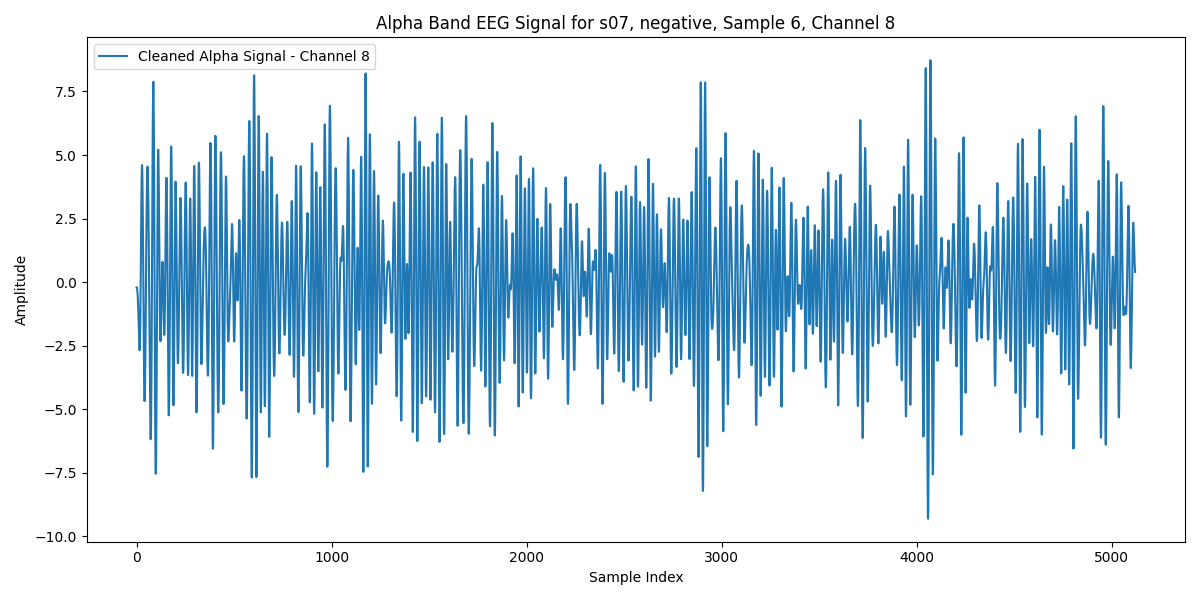 Alpha Band EEG Signal for s07, negative, Sample 6, Channel 8
Cleaned Alpha Signal - Channel 8
7.5
5.0
2.5
0.0
−2.5
−5.0
−7.5
−10.0
Amplitude
0 1000 2000 3000 4000 5000
Sample Index